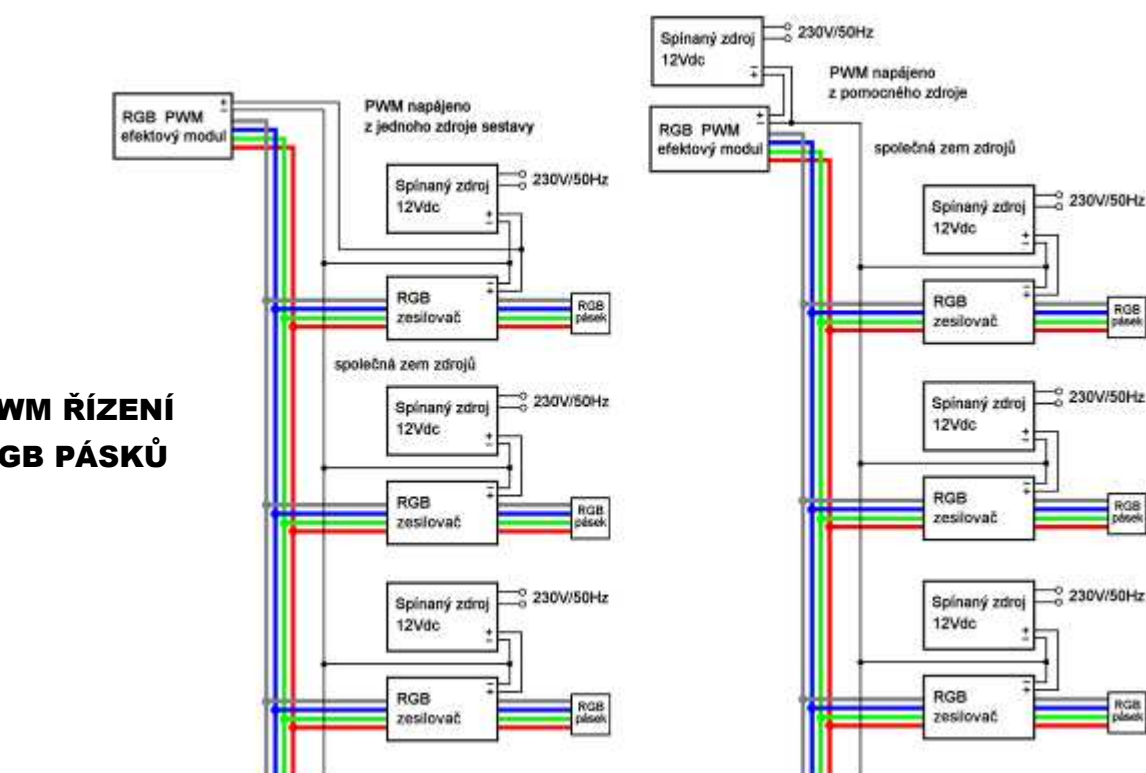 RGB PWM
efektový modul
+
−
PWM napájeno
z jednoho zdroje sestavy
Spínaný zdroj
12Vdc
+
−
230V/50Hz
RGB
zesilovač
−
+
RGB
pásek
společná zem zdrojů
Spínaný zdroj
12Vdc
+
−
230V/50Hz
RGB
zesilovač
−
+
RGB
pásek
Spínaný zdroj
12Vdc
+
−
230V/50Hz
RGB
zesilovač
−
+
RGB
pásek
WM ŘÍZENÍ
GB PÁSKŮ
Spínaný zdroj
12Vdc
−
+
230V/50Hz
PWM napájeno
z pomocného zdroje
RGB PWM
efektový modul
+
−
společná zem zdrojů
Spínaný zdroj
12Vdc
+
−
230V/50Hz
RGB
zesilovač
−
+
RGB
pásek
Spínaný zdroj
12Vdc
+
−
230V/50Hz
RGB
zesilovač
−
+
RGB
pásek
Spínaný zdroj
12Vdc
+
−
230V/50Hz
RGB
zesilovač
−
+
RGB
pásek